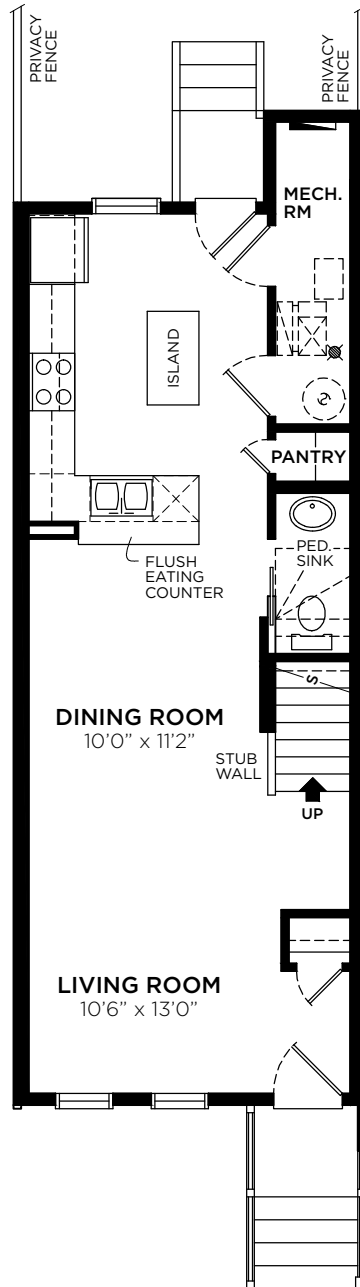 PRIVACY
FENCE
PRIVACY
FENCE
MECH.
RM
ISLAND
PANTRY
PED.
SINK
FLUSH
EATING
COUNTER
DINING ROOM
10'0" x 11'2"
S
STUB
WALL
UP
LIVING ROOM
10'6" x 13'0"